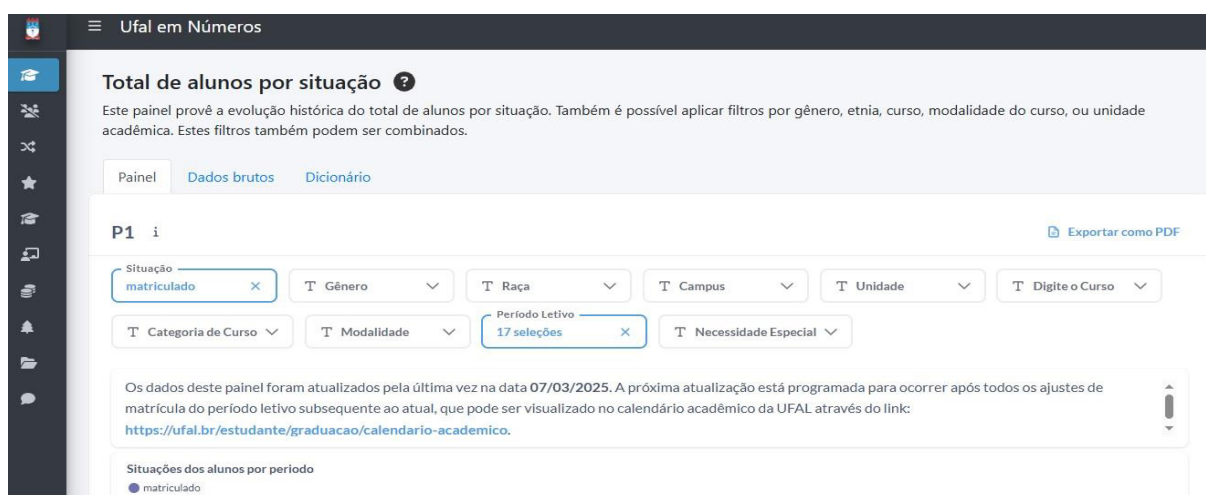 Ufal em Números
Total de alunos por situação
Este painel provê a evolução histórica do total de alunos por situação. Também é possível aplicar filtros por gênero, etnia, curso, modalidade do curso, ou unidade
acadêmica. Estes filtros também podem ser combinados.
Painel Dados brutos Dicionário
P1 i Exportar como PDF
Situação
matriculado T Gênero T Raça T Campus T Unidade T Digite o Curso
Período Letivo
T Categoria de Curso T Modalidade 17 seleções T Necessidade Especial
Os dados deste painel foram atualizados pela última vez na data 07/03/2025. A próxima atualização está programada para ocorrer após todos os ajustes de
matrícula do período letivo subsequente ao atual, que pode ser visualizado no calendário acadêmico da UFAL através do link:
https://ufal.br/estudante/graduacao/calendario-academico.
Situações dos alunos por periodo
matriculado